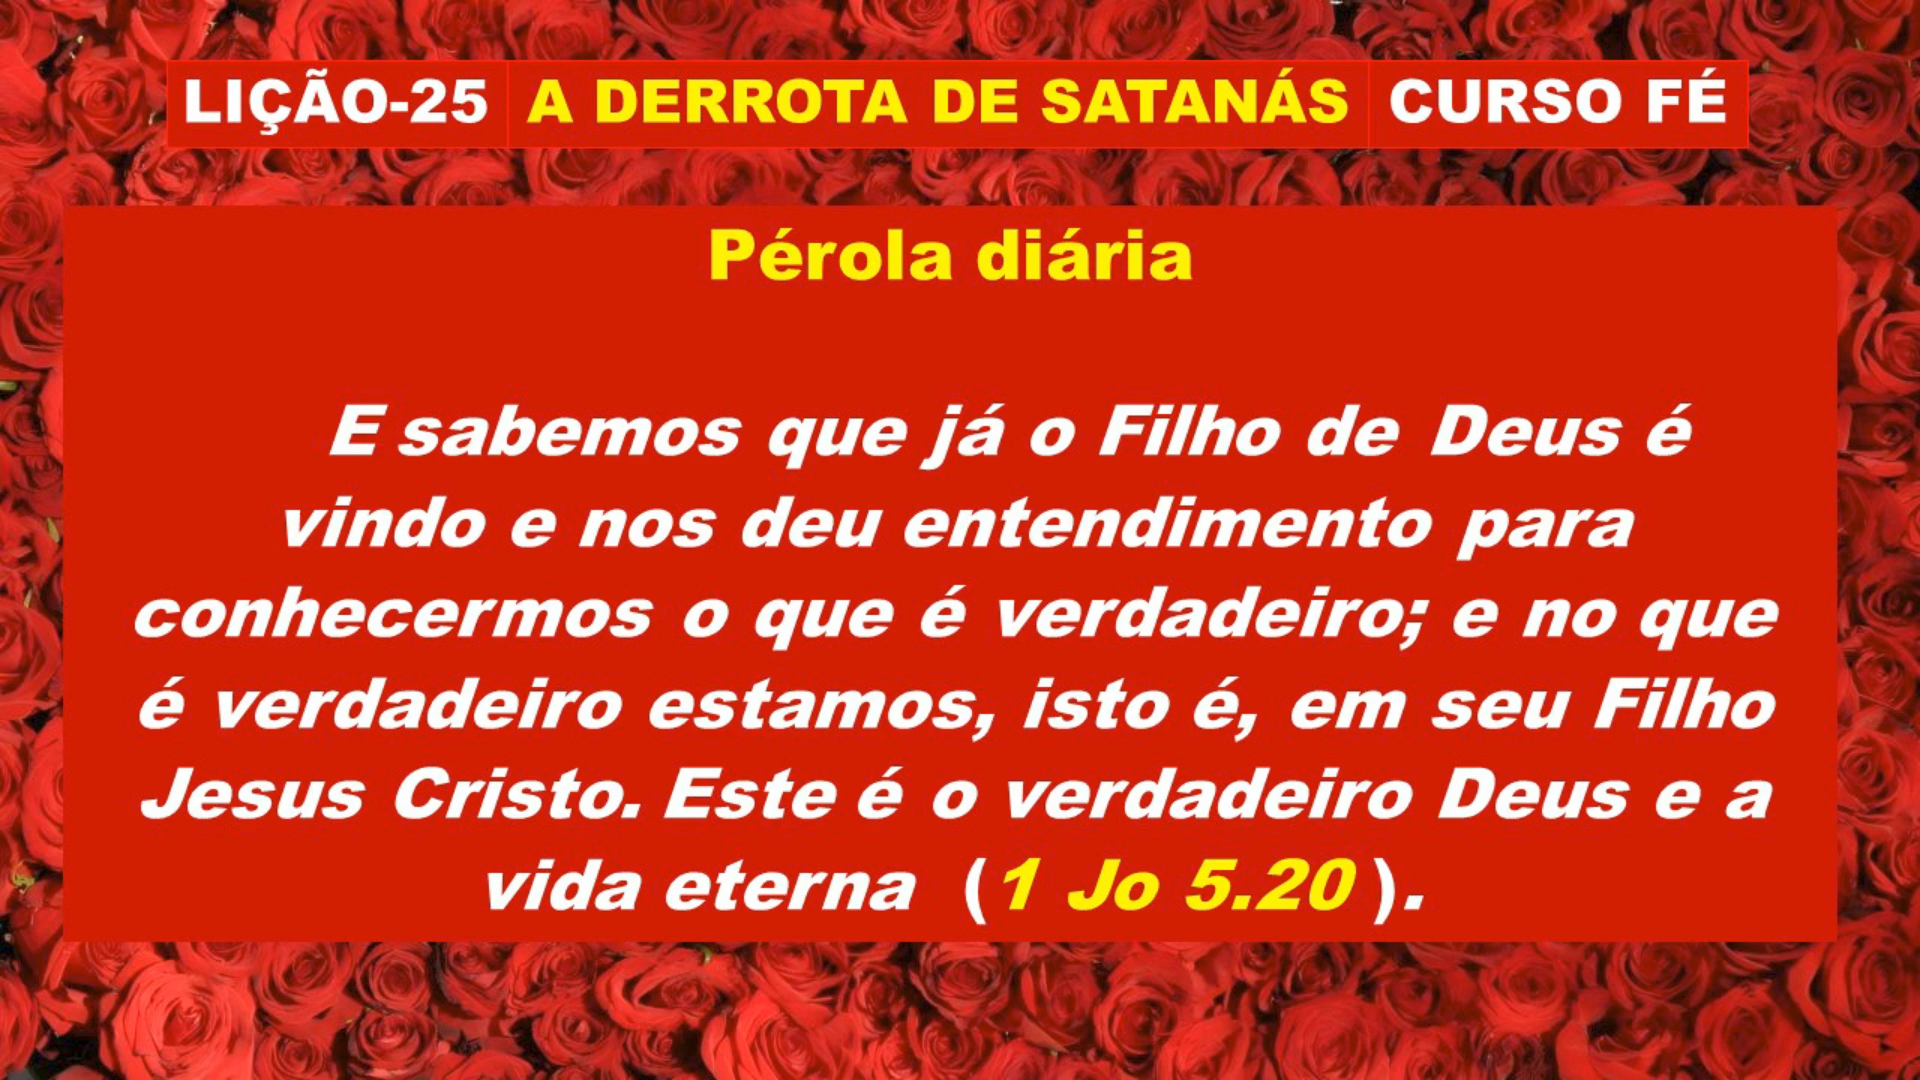 LIÇÃO-25 A DERROTA DE SATANÁS CURSO FÉ
Pérola diária
E sabemos que já o Filho de Deus é
vindo e nos deu entendimento para
conhecermos o que é verdadeiro; e no que
é verdadeiro estamos, isto é, em seu Filho
Jesus Cristo. Este é o verdadeiro Deus e a
vida eterna (1 Jo 5.20 ).